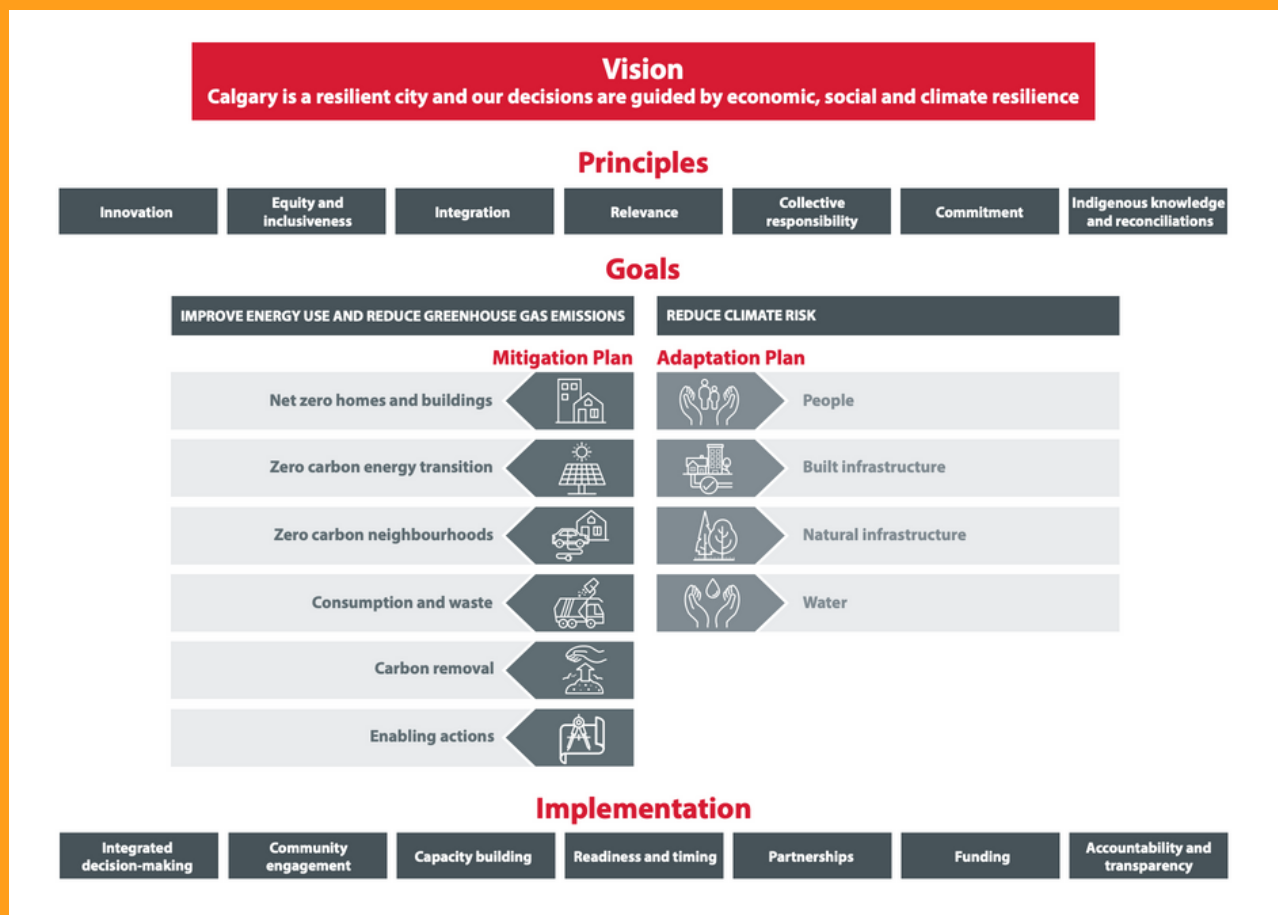 Vision
Calgary is a resilient city and our decisions are guided by economic, social and climate resilience
Principles
Innovation
Equity and
inclusiveness
Integration
Relevance
Collective
responsibility
Commitment
Indigenous knowledge
and reconciliations
Goals
IMPROVE ENERGY USE AND REDUCE GREENHOUSE GAS EMISSIONS
REDUCE CLIMATE RISK
Mitigation Plan
Adaptation Plan
Net zero homes and buildings
People
Zero carbon energy transition
Built infrastructure
Zero carbon neighbourhoods
Natural infrastructure
Consumption and waste
Water
Carbon removal
Enabling actions
Implementation
Integrated
decision-making
Community
engagement
Capacity building
Readiness and timing
Partnerships
Funding
Accountability and
transparency